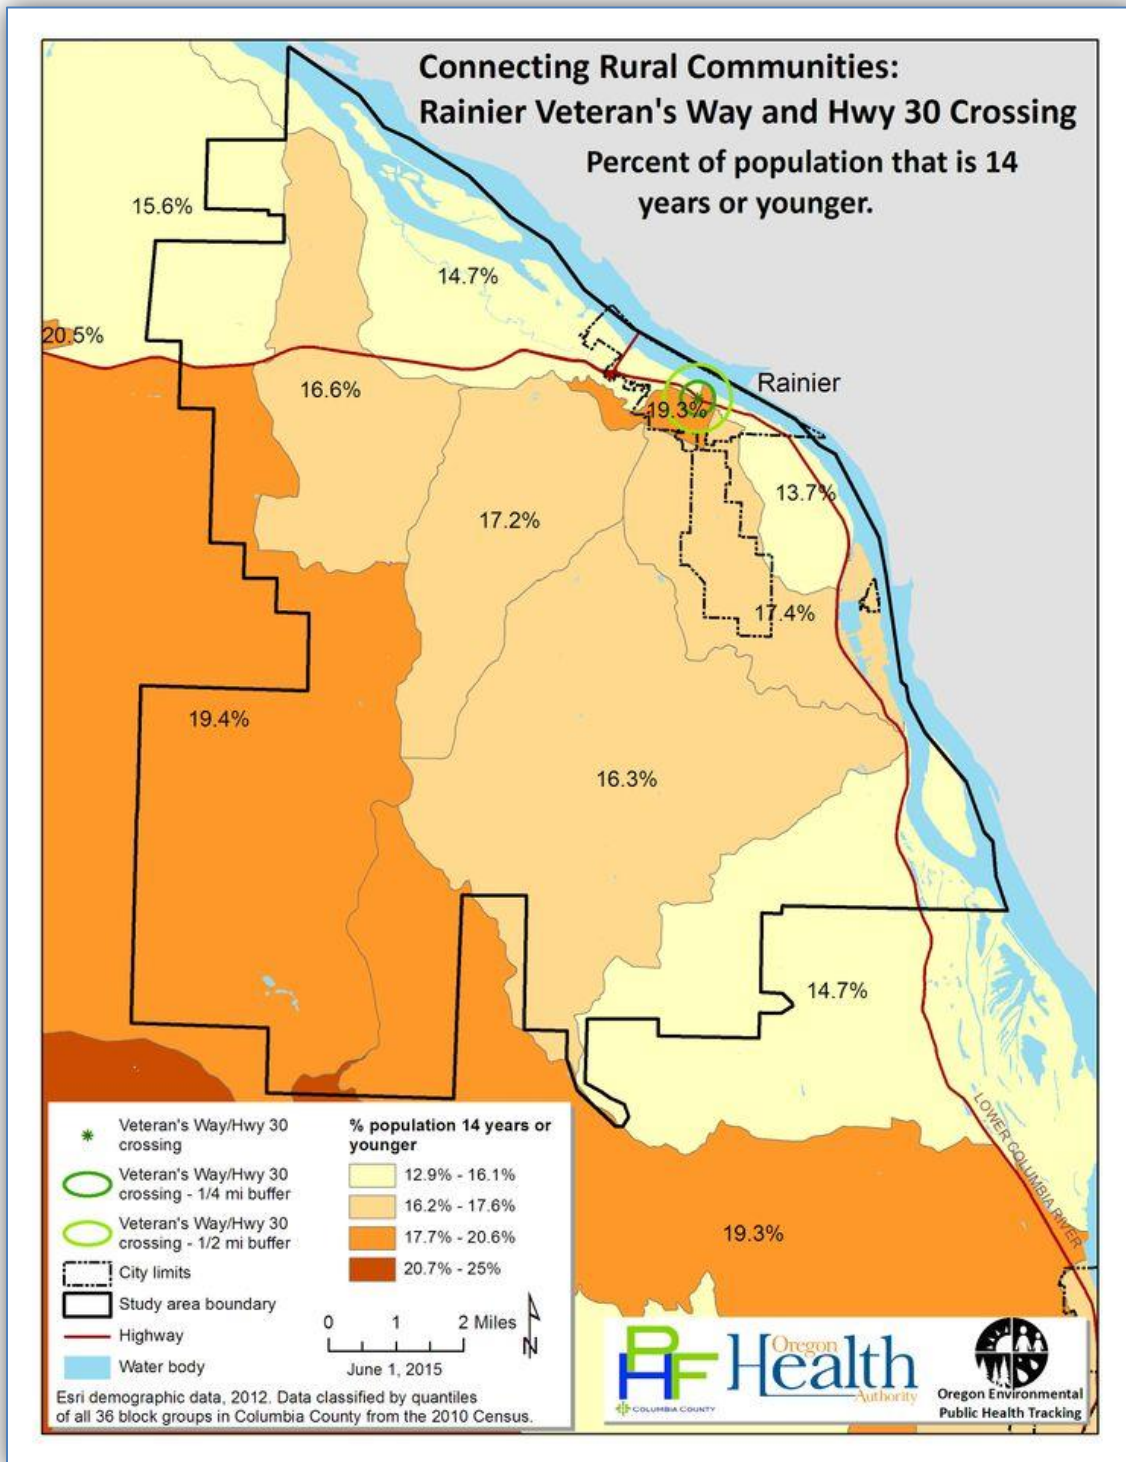 Connecting Rural Communities:
Rainier Veteran's Way and Hwy 30 Crossing
Percent of population that is 14
years or younger.
15.6%
14.7%
20.5%
16.6%
Rainier
19.3%
13.7%
17.2%
17.4%
19.4%
16.3%
14.7%
LOWER COLUMBIA RIVER
19.3%
Veteran's Way/Hwy 30
crossing
Veteran's Way/Hwy 30
crossing - 1/4 mi buffer
Veteran's Way/Hwy 30
crossing - 1/2 mi buffer
City limits
Study area boundary
Highway
Water body
% population 14 years or
younger
12.9% - 16.1%
16.2% - 17.6%
17.7% - 20.6%
20.7% - 25%
0 1 2 Miles
N
June 1, 2015
Esri demographic data, 2012. Data classified by quantiles
of all 36 block groups in Columbia County from the 2010 Census.
PHF
COLUMBIA COUNTY
Oregon
Health
Authority
Oregon Environmental
Public Health Tracking